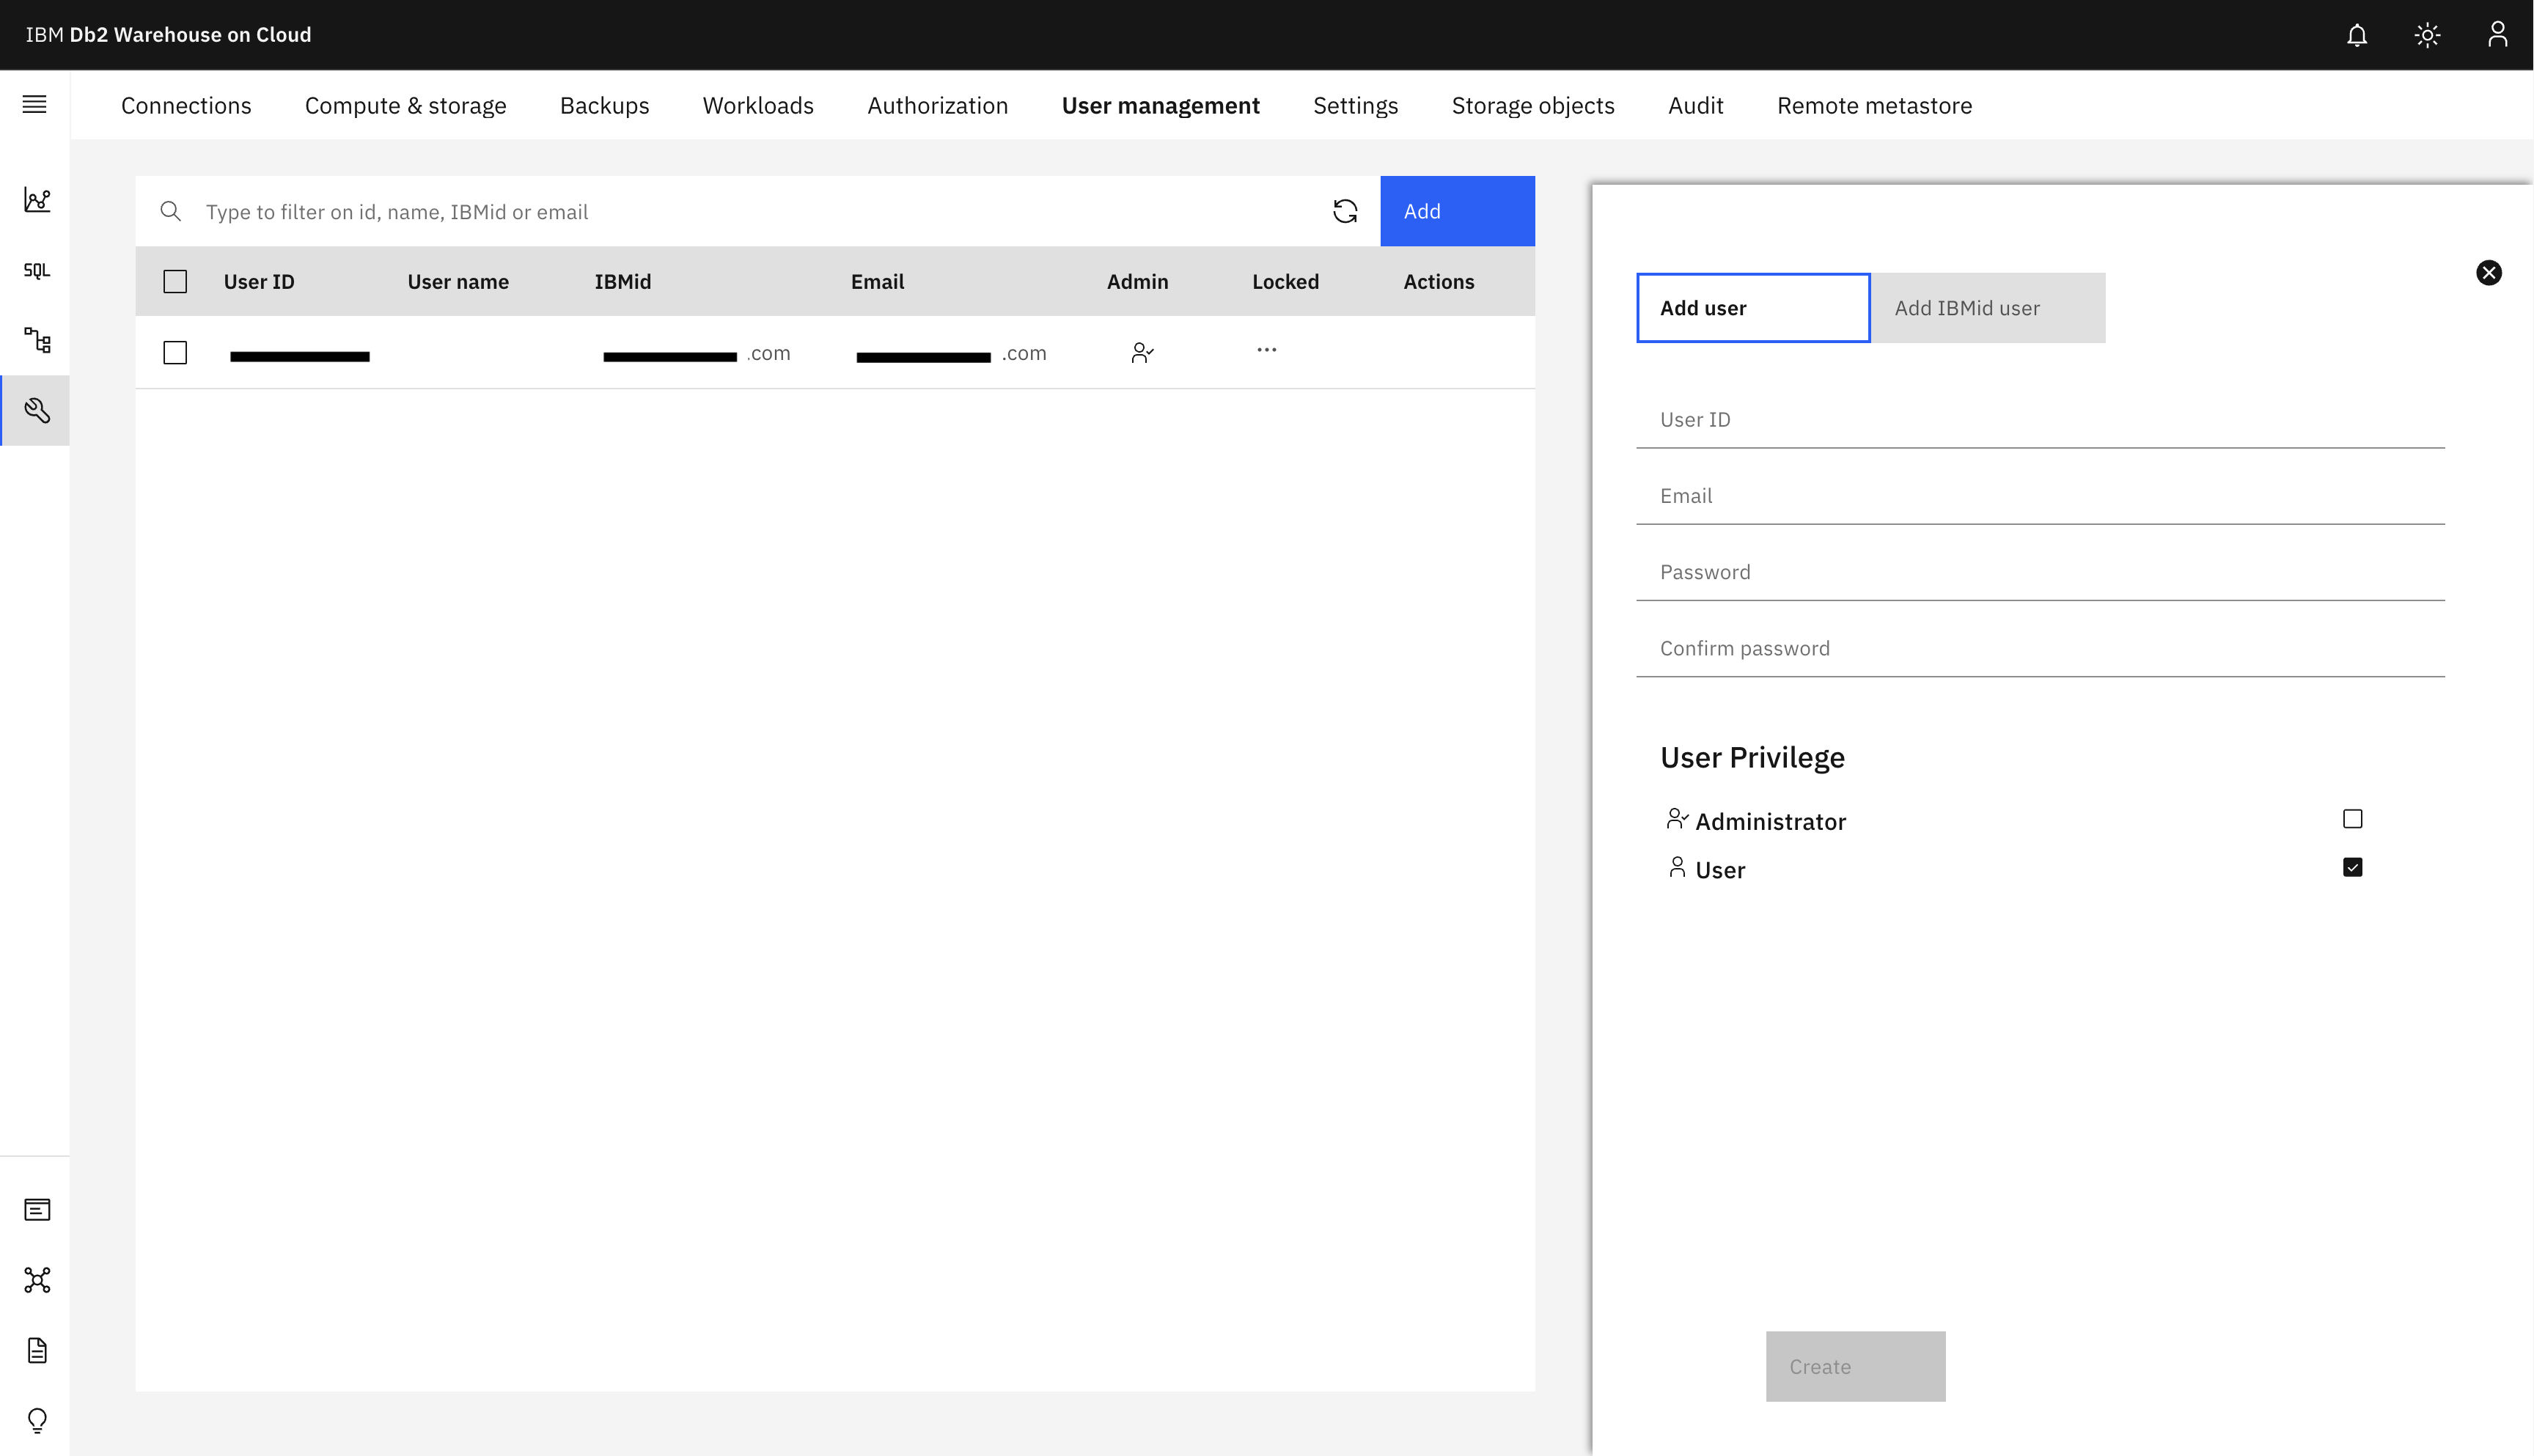 IBM Db2 Warehouse on Cloud
Connections Compute & storage Backups Workloads Authorization User management Settings Storage objects Audit Remote metastore
Type to filter on id, name, IBMid or email Add
User ID User name IBMid Email Admin Locked Actions
.com .com ...
SQL
Add user Add IBMid user
User ID
Email
Password
Confirm password
User Privilege
Administrator
User
Create